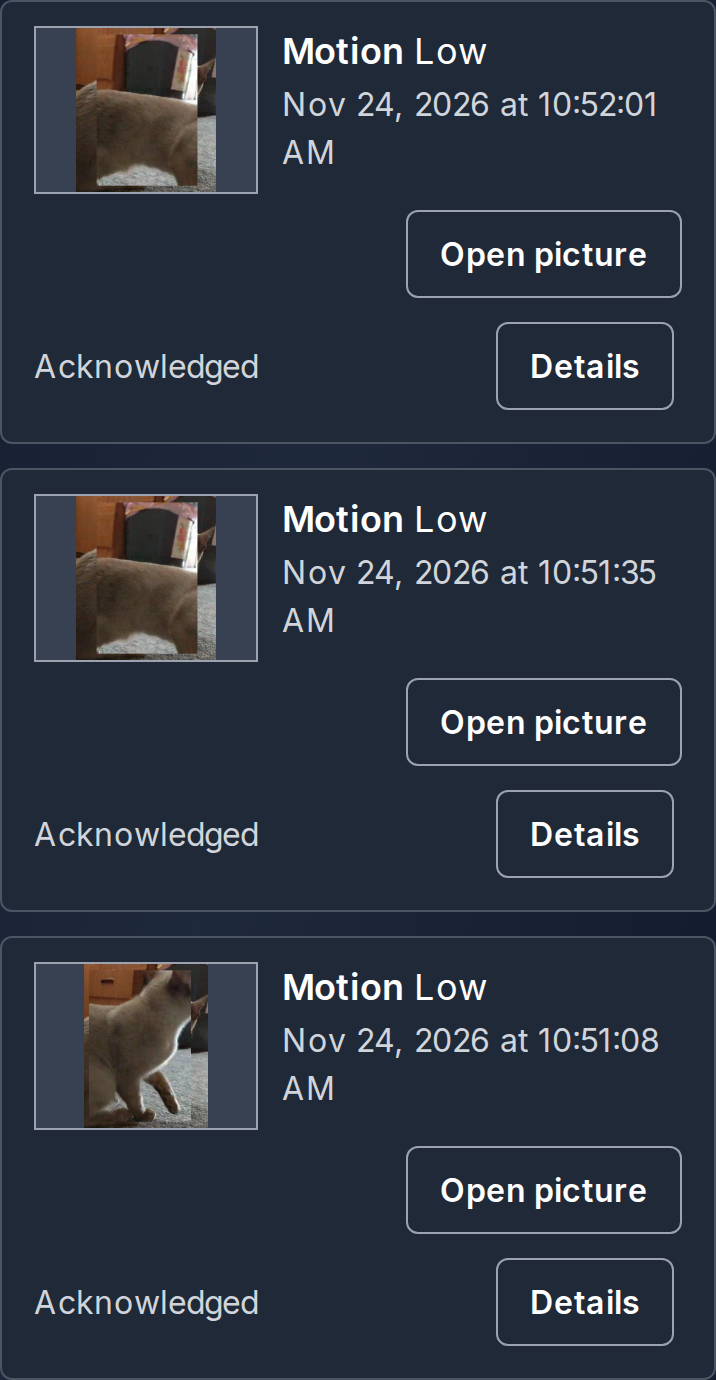 Motion Low
Nov 24, 2026 at 10:52:01
AM
Open picture
Acknowledged
Details
Motion Low
Nov 24, 2026 at 10:51:35
AM
Open picture
Acknowledged
Details
Motion Low
Nov 24, 2026 at 10:51:08
AM
Open picture
Acknowledged
Details